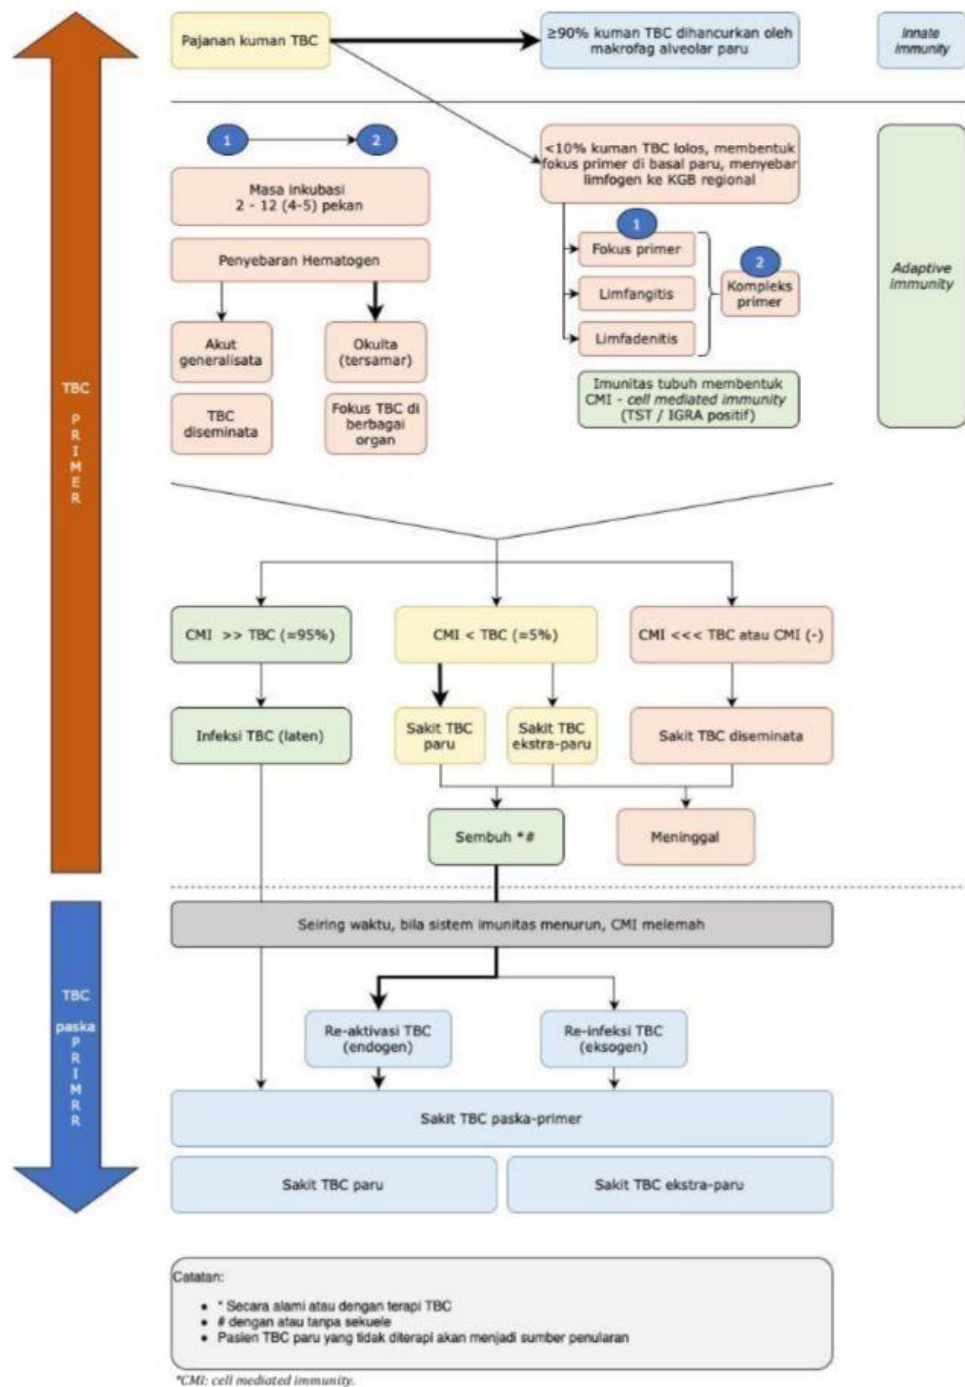 Pajanan kuman TBC
≥90% kuman TBC dihancurkan oleh
makrofag alveolar paru
Innate
immunity
1
2
Masa inkubasi
2 - 12 (4-5) pekan
Penyebaran Hematogen
Akut
generalisata
Okulta
(tersamar)
TBC
diseminata
Fokus TBC di
berbagai
organ
<10% kuman TBC lolos, membentuk
fokus primer di basal paru, menyebar
limfogen ke KGB regional
1
Fokus primer
Limfangitis
Limfadenitis
2
Kompleks
primer
Imunitas tubuh membentuk
CMI - cell mediated immunity
(TST / IGRA positif)
Adaptive
immunity
TBC
P
R
I
M
E
R
CMI >> TBC (≈95%)
CMI < TBC (≈5%)
CMI <<< TBC atau CMI (-)
Infeksi TBC (laten)
Sakit TBC
paru
Sakit TBC
ekstra-paru
Sakit TBC diseminata
Sembuh *#
Meninggal
Seiring waktu, bila sistem imunitas menurun, CMI melemah
TBC
paska
P
R
I
M
R
R
Re-aktivasi TBC
(endogen)
Re-infeksi TBC
(eksogen)
Sakit TBC paska-primer
Sakit TBC paru
Sakit TBC ekstra-paru
Catatan:
• * Secara alami atau dengan terapi TBC
• # dengan atau tanpa sekuele
• Pasien TBC paru yang tidak diterapi akan menjadi sumber penularan
*CMI: cell mediated immunity.